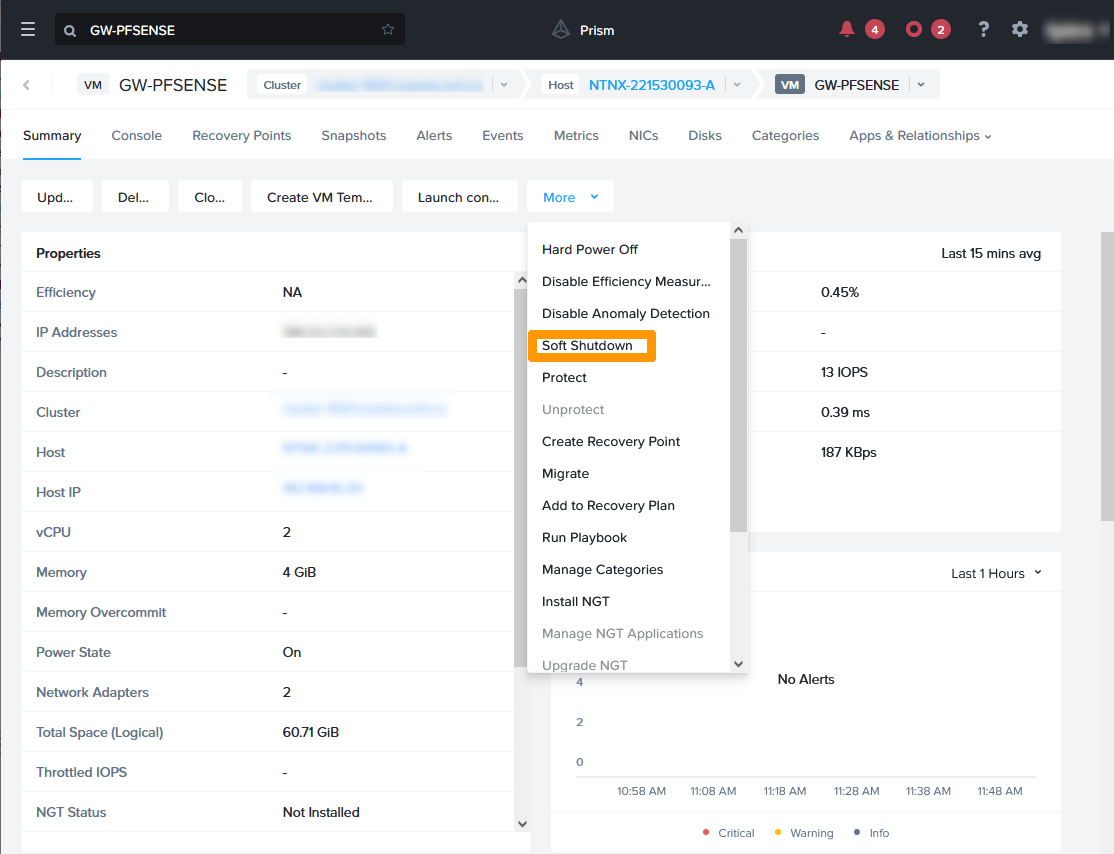 GW-PFSENSE
Prism
4
2
?
VM GW-PFSENSE Cluster Host NTNX-221530093-A VM GW-PFSENSE
Summary Console Recovery Points Snapshots Alerts Events Metrics NICs Disks Categories Apps & Relationships
Upd... Del... Clo... Create VM Tem... Launch con... More
Properties
Efficiency NA
IP Addresses
Description -
Cluster
Host
Host IP
vCPU 2
Memory 4 GiB
Memory Overcommit -
Power State On
Network Adapters 2
Total Space (Logical) 60.71 GiB
Throttled IOPS -
NGT Status Not Installed
Hard Power Off
Disable Efficiency Measur...
Disable Anomaly Detection
Soft Shutdown
Protect
Unprotect
Create Recovery Point
Migrate
Add to Recovery Plan
Run Playbook
Manage Categories
Install NGT
Manage NGT Applications
Upgrade NGT
Last 15 mins avg
0.45%
-
13 IOPS
0.39 ms
187 KBps
Last 1 Hours
No Alerts
4
2
0
10:58 AM 11:08 AM 11:18 AM 11:28 AM 11:38 AM 11:48 AM
Critical Warning Info